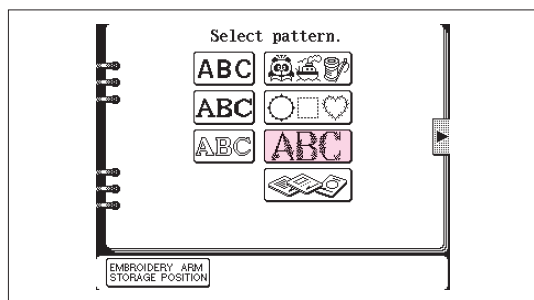 Select pattern.
ABC
ABC
ABC
ABC
EMBROIDERY ARM
STORAGE POSITION